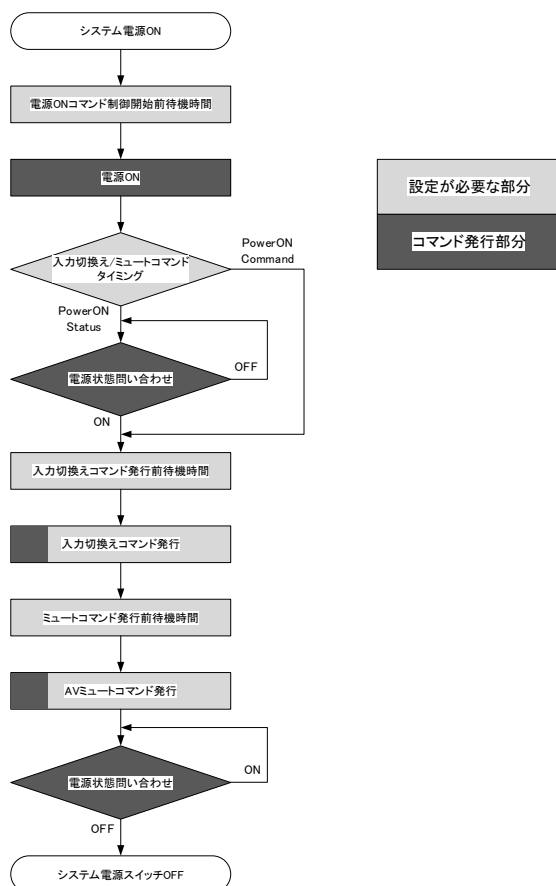 システム電源ON
電源ONコマンド制御開始前待機時間
電源ON
設定が必要な部分
コマンド発行部分
入力切換え/ミュートコマンド
タイミング
PowerON
Command
PowerON
Status
電源状態問い合わせ
OFF
ON
入力切換えコマンド発行前待機時間
入力切換えコマンド発行
ミュートコマンド発行前待機時間
AVミュートコマンド発行
電源状態問い合わせ
ON
OFF
システム電源スイッチOFF